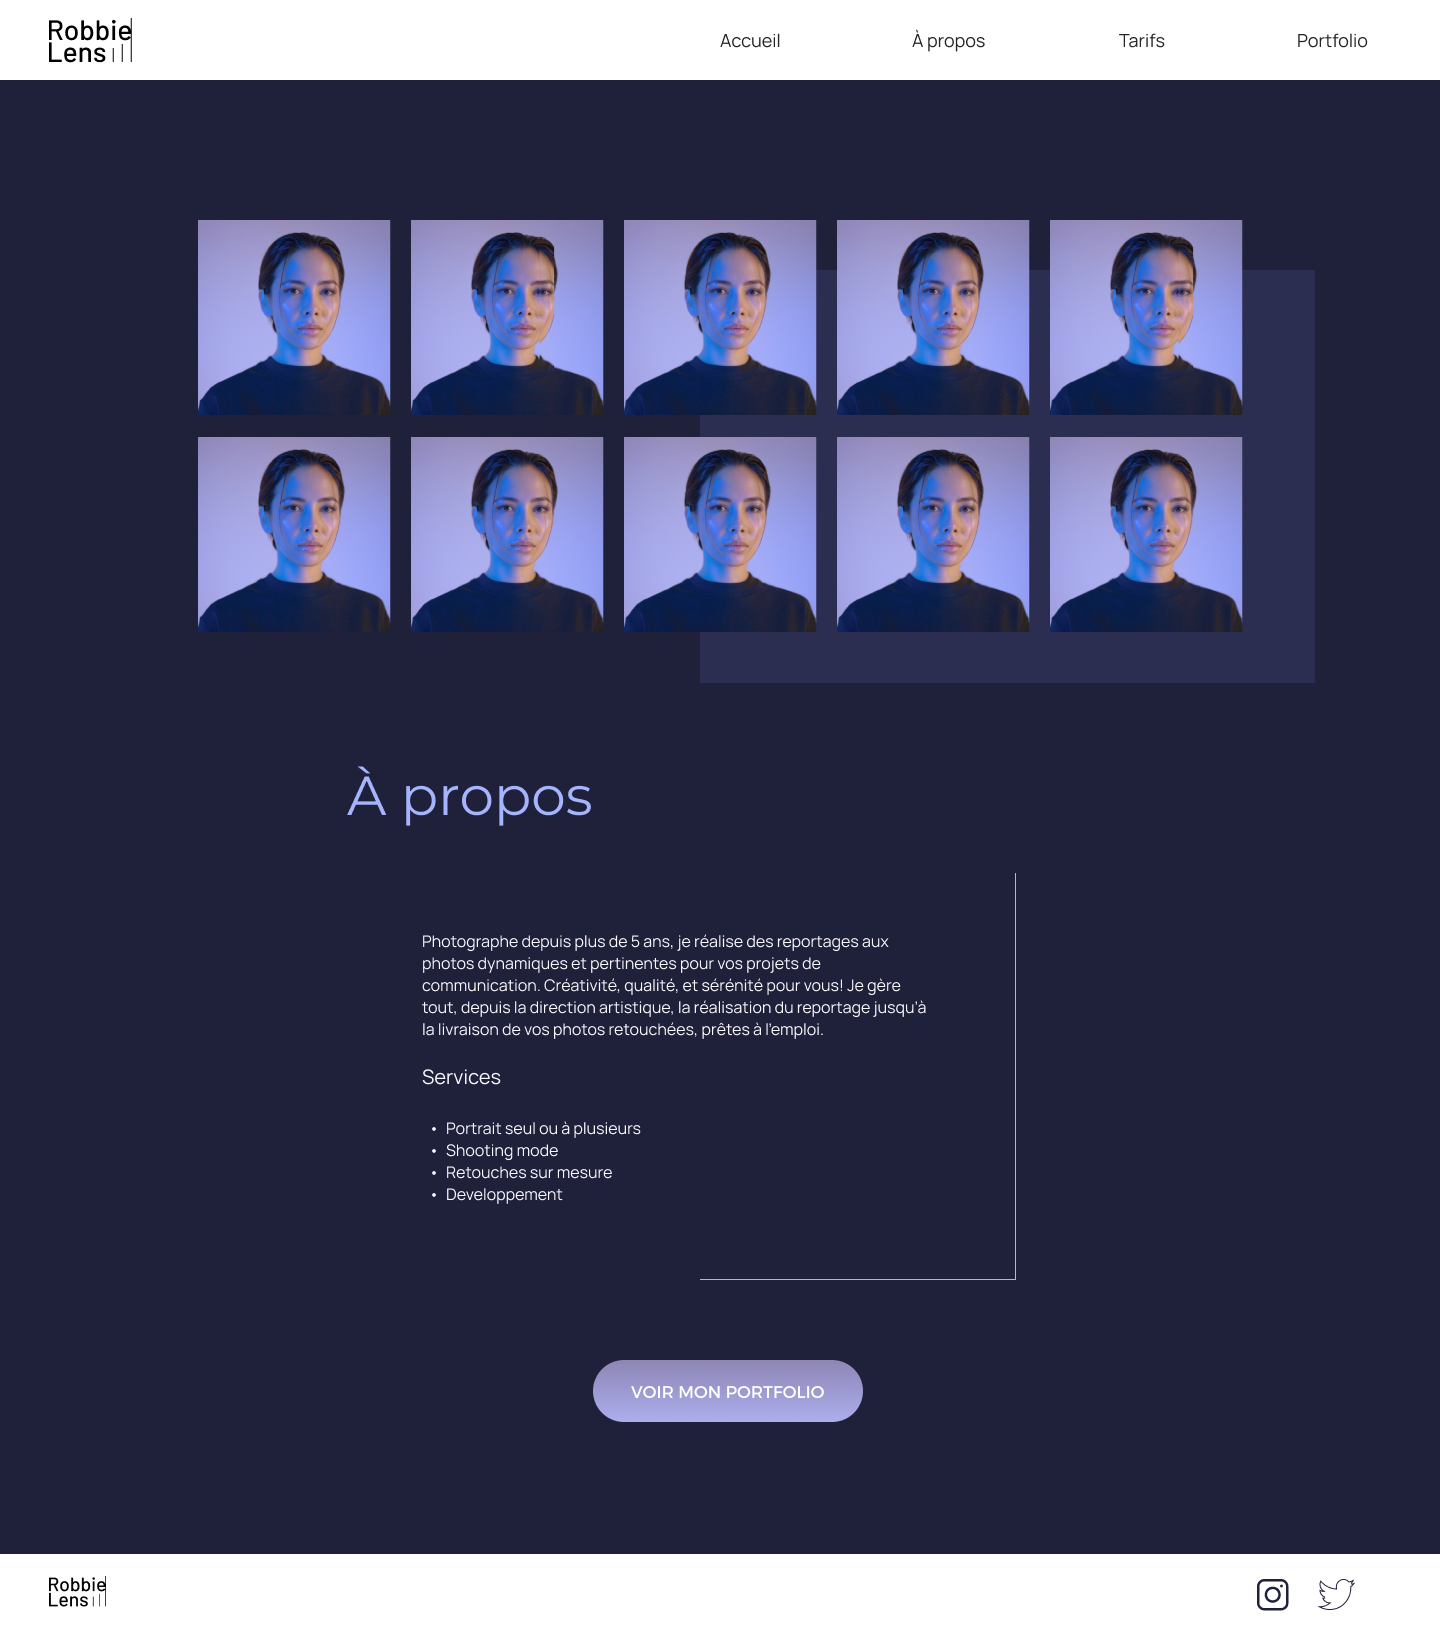 Robbie
Lens
Accueil À propos Tarifs Portfolio
À propos
Photographe depuis plus de 5 ans, je réalise des reportages aux
photos dynamiques et pertinentes pour vos projets de
communication. Créativité, qualité, et sérénité pour vous! Je gère
tout, depuis la direction artistique, la réalisation du reportage jusqu'à
la livraison de vos photos retouchées, prêtes à l'emploi.
Services
• Portrait seul ou à plusieurs
• Shooting mode
• Retouches sur mesure
• Developpement
VOIR MON PORTFOLIO
Robbie
Lens